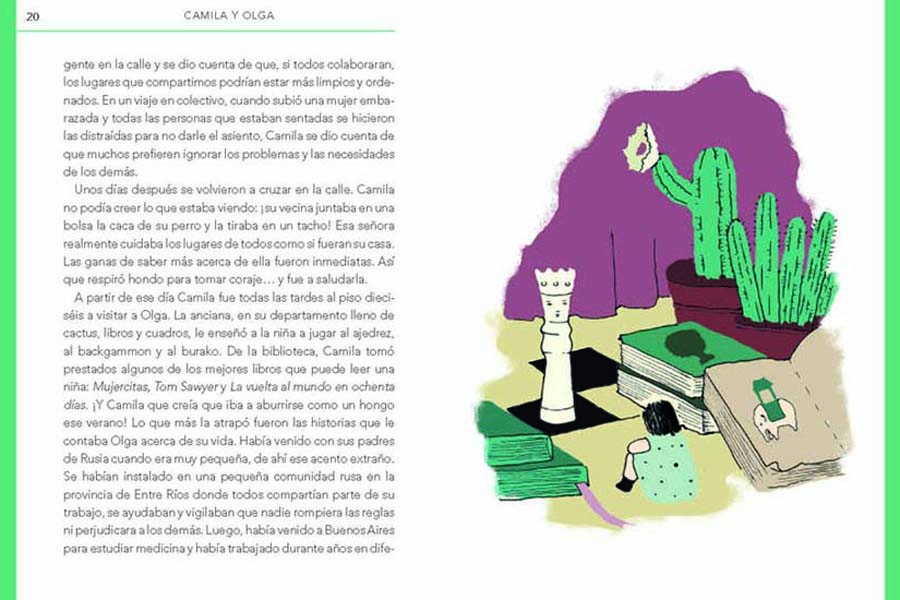 20
CAMILA Y OLGA
gente en la calle y se dio cuenta de que, si todos colaboraran,
los lugares que compartimos podrían estar más limpios y orde-
nados. En un viaje en colectivo, cuando subió una mujer emba-
razada y todas las personas que estaban sentadas se hicieron
las distraídas para no darle el asiento, Camila se dio cuenta de
que muchos prefieren ignorar los problemas y las necesidades
de los demás.
Unos días después se volvieron a cruzar en la calle. Camila
no podía creer lo que estaba viendo: ¡su vecina juntaba en una
bolsa la caca de su perro y la tiraba en un tacho! Esa señora
realmente cuidaba los lugares de todos como si fueran su casa.
Las ganas de saber más acerca de ella fueron inmediatas. Así
que respiró hondo para tomar coraje… y fue a saludarla.
A partir de ese día Camila fue todas las tardes al piso dieci-
séis a visitar a Olga. La anciana, en su departamento lleno de
cactus, libros y cuadros, le enseñó a la niña a jugar al ajedrez,
al backgammon y al burako. De la biblioteca, Camila tomó
prestados algunos de los mejores libros que puede leer una
niña: Mujercitas, Tom Sawyer y La vuelta al mundo en ochenta
días. ¡Y Camila que creía que iba a aburrirse como un hongo
ese verano! Lo que más la atrapó fueron las historias que le
contaba Olga acerca de su vida. Había venido con sus padres
de Rusia cuando era muy pequeña, de ahí ese acento extraño.
Se habían instalado en una pequeña comunidad rusa en la
provincia de Entre Ríos donde todos compartían parte de su
trabajo, se ayudaban y vigilaban que nadie rompiera las reglas
ni perjudicara a los demás. Luego, había venido a Buenos Aires
para estudiar medicina y había trabajado durante años en dife-